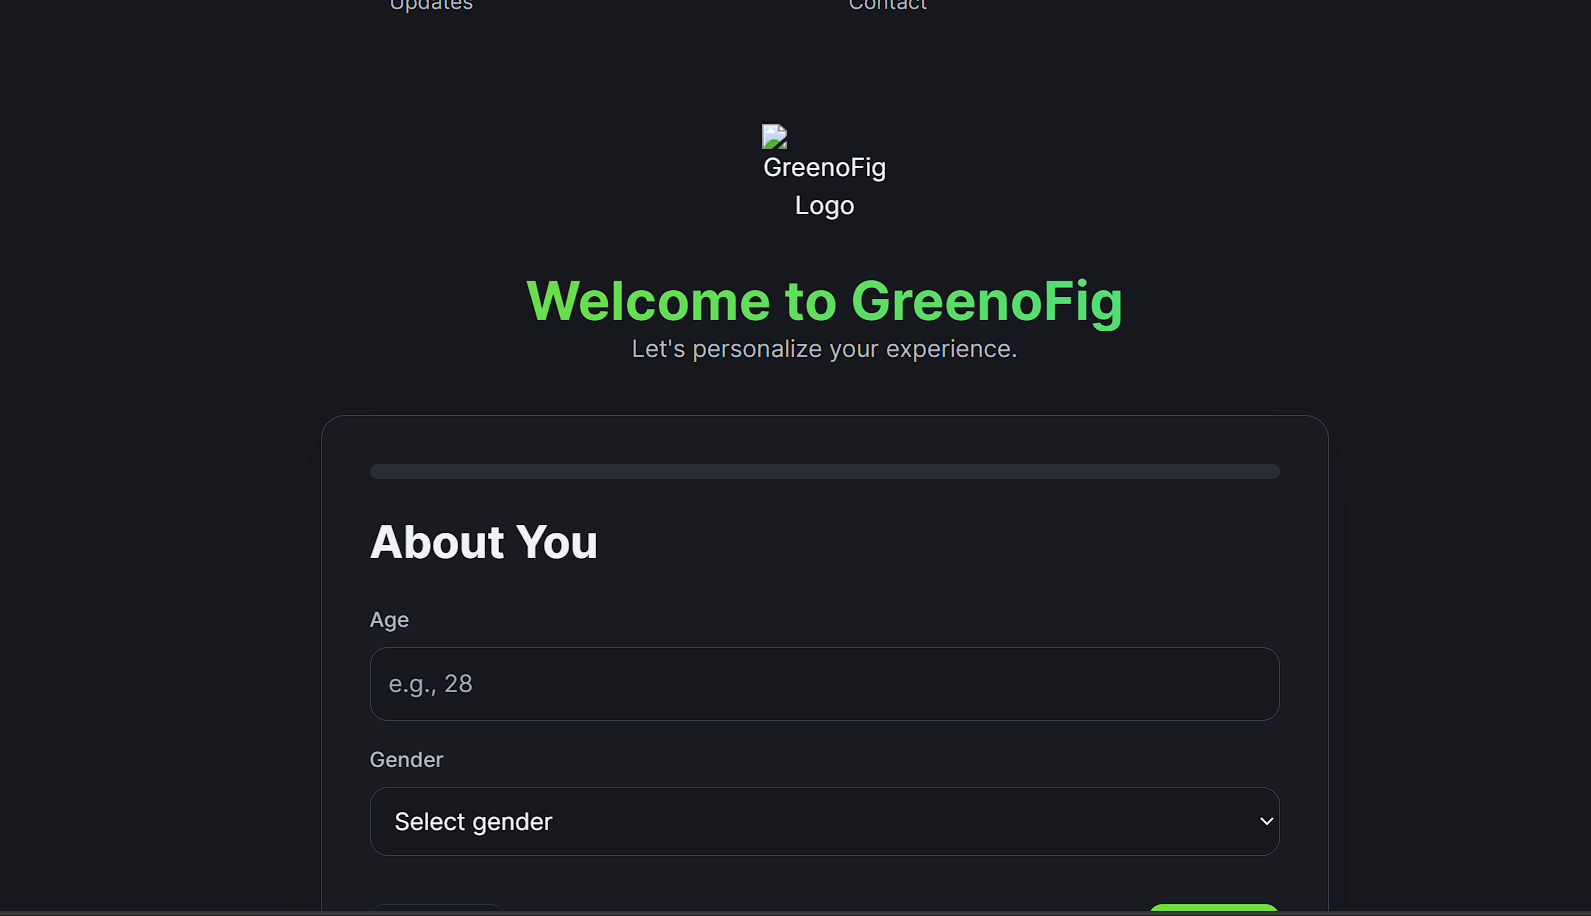 Updates
Contact
GreenoFig
Logo
Welcome to GreenoFig
Let's personalize your experience.
About You
Age
e.g., 28
Gender
Select gender